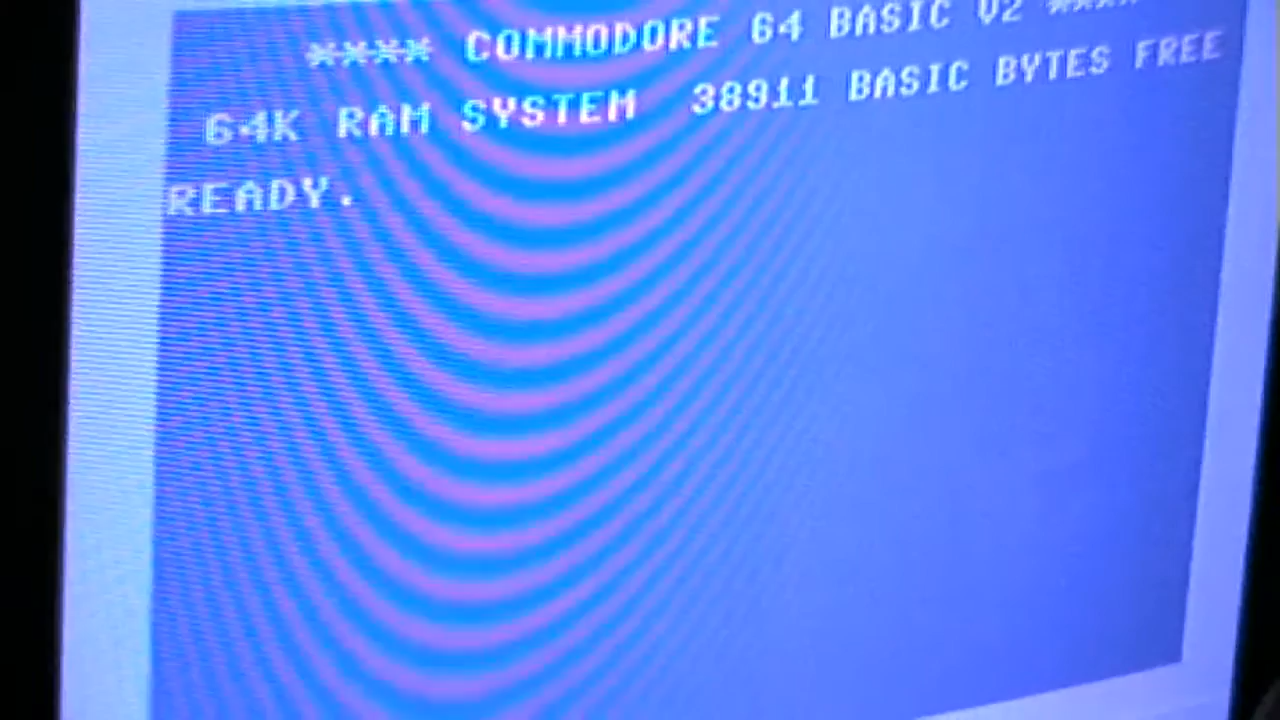 **** COMMODORE 64 BASIC V2 ****
64K RAM SYSTEM 38911 BASIC BYTES FREE
READY.